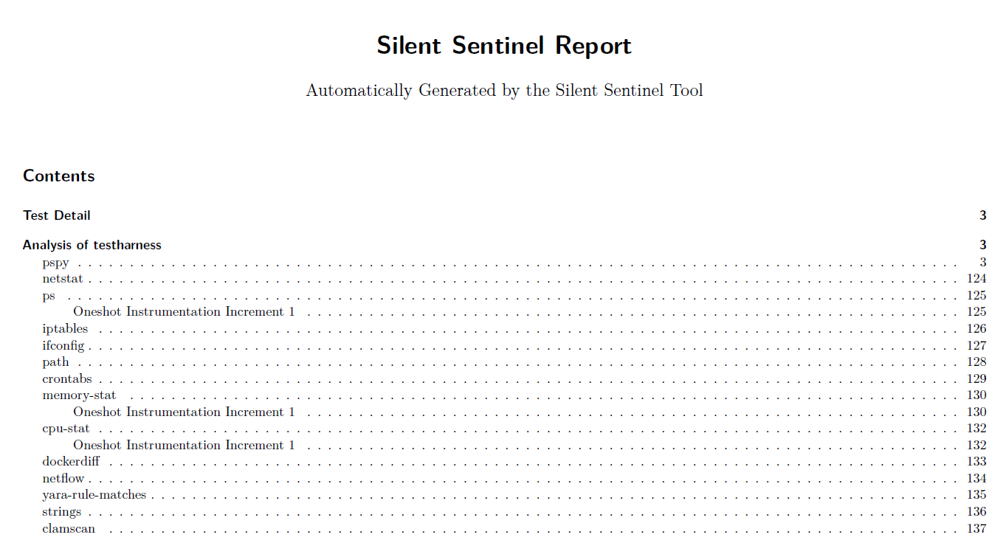 Silent Sentinel Report
Automatically Generated by the Silent Sentinel Tool
Contents
Test Detail 3
Analysis of testharness 3
pspy . . . . . . . . . . 3
netstat . . . . . . . . . . 124
ps . . . . . . . . . . 125
Oneshot Instrumentation Increment 1 . . . . . . . . . . 125
iptables . . . . . . . . . . 126
ifconfig . . . . . . . . . . 127
path . . . . . . . . . . 128
crontabs . . . . . . . . . . 129
memory-stat . . . . . . . . . . 130
Oneshot Instrumentation Increment 1 . . . . . . . . . . 130
cpu-stat . . . . . . . . . . 132
Oneshot Instrumentation Increment 1 . . . . . . . . . . 132
dockerdiff . . . . . . . . . . 133
netflow . . . . . . . . . . 134
yara-rule-matches . . . . . . . . . . 135
strings . . . . . . . . . . 136
clamscan . . . . . . . . . . 137